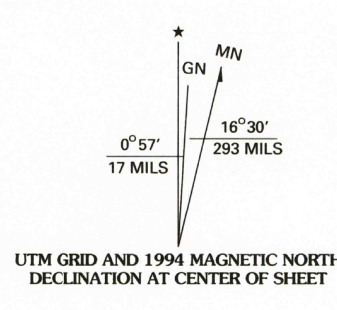 MN
GN
16°30′
293 MILS
0°57′
17 MILS
UTM GRID AND 1994 MAGNETIC NORTH
DECLINATION AT CENTER OF SHEET